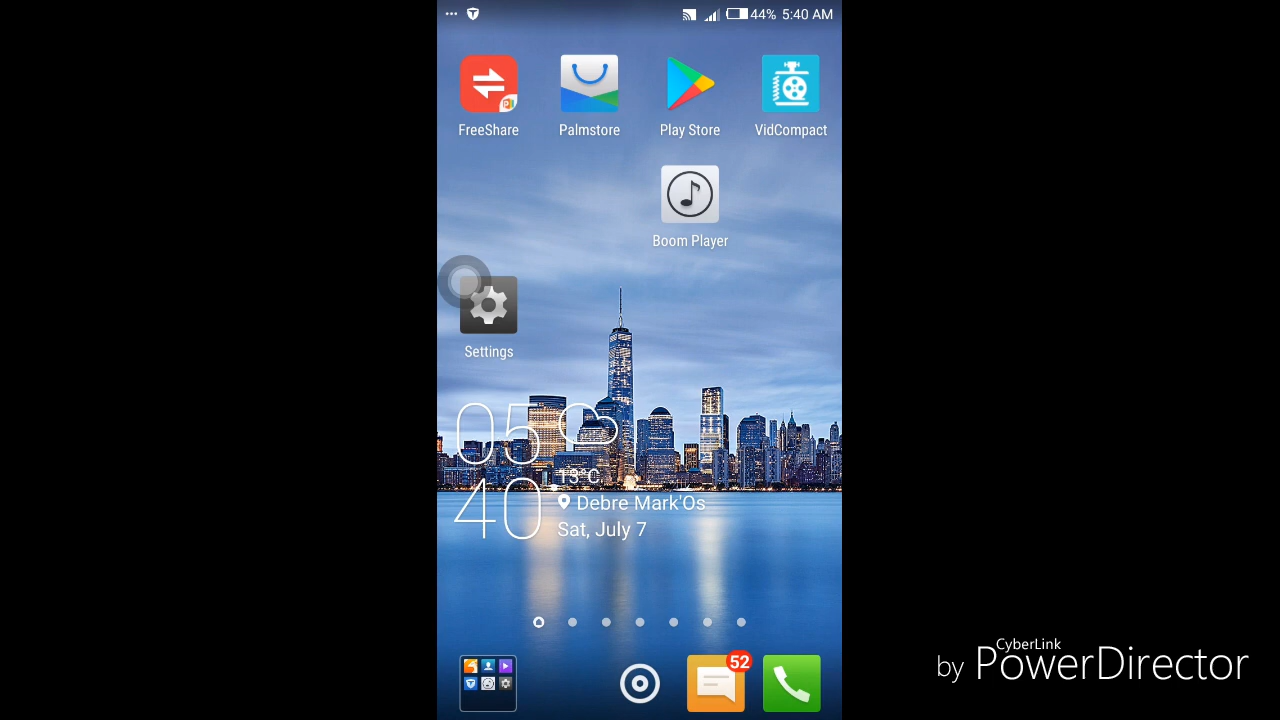 ... 44% 5:40 AM
FreeShare Palmstore Play Store VidCompact
Boom Player
Settings
05
40
13°C
Debre Mark'Os
Sat, July 7
52
CyberLink
by PowerDirector